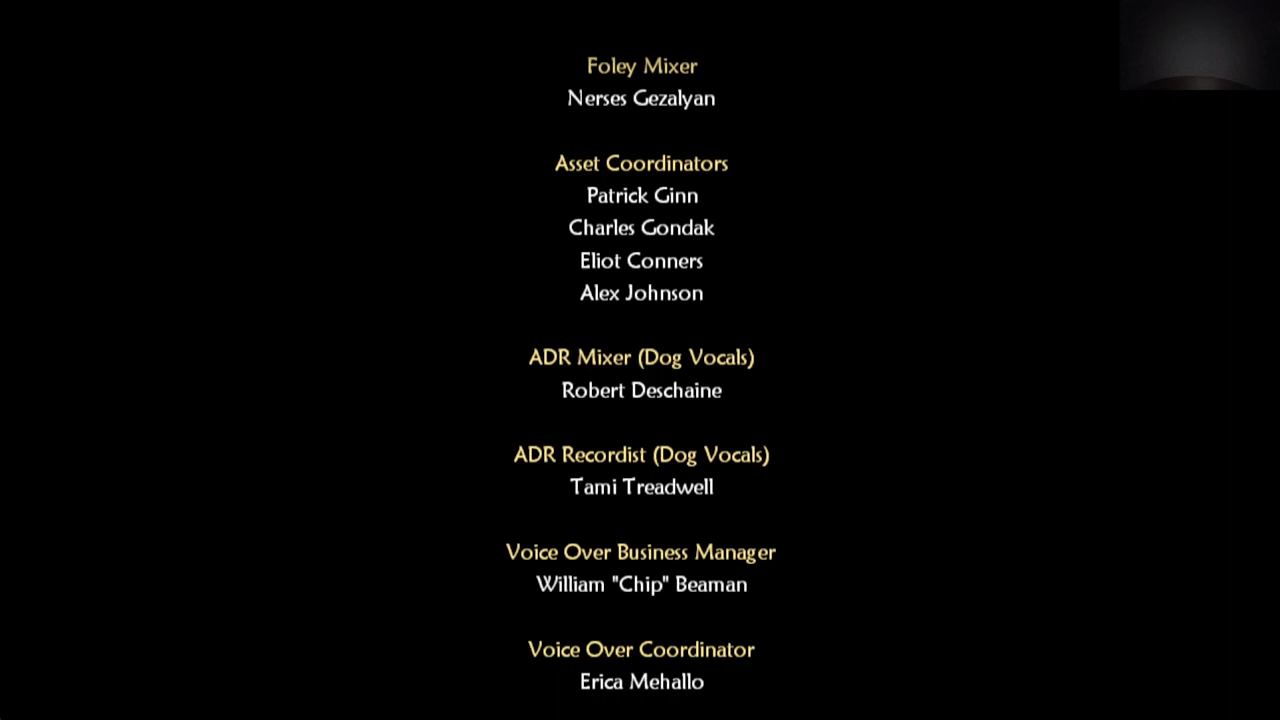 Foley Mixer
Nerses Gezalyan
Asset Coordinators
Patrick Ginn
Charles Gondak
Eliot Conners
Alex Johnson
ADR Mixer (Dog Vocals)
Robert Deschaine
ADR Recordist (Dog Vocals)
Tami Treadwell
Voice Over Business Manager
William "Chip" Beaman
Voice Over Coordinator
Erica Mehallo